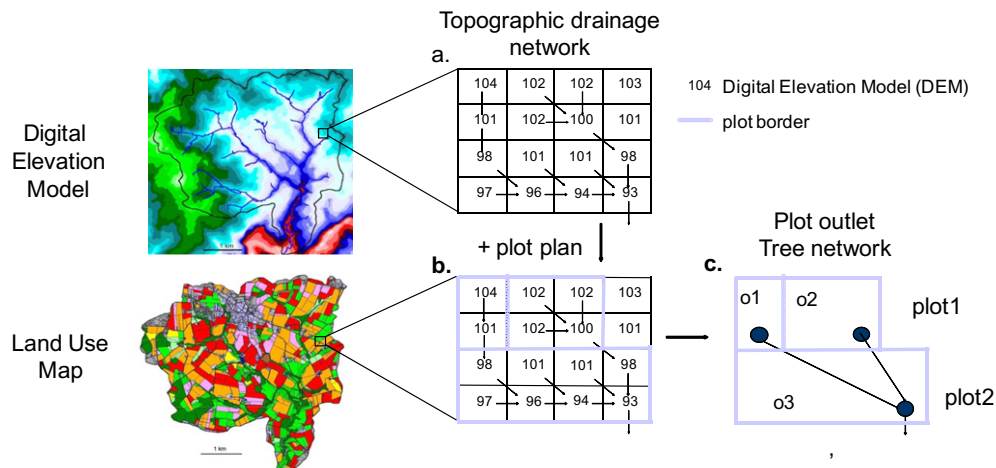 Topographic drainage
network
a.
104 102 102 103
101 102 100 101
98 101 101 98
97 96 94 93
104 Digital Elevation Model (DEM)
plot border
Digital
Elevation
Model
1 km
+ plot plan
b.
104 102 102 103
101 102 100 101
98 101 101 98
97 96 94 93
Land Use
Map
1 km
Plot outlet
Tree network
c.
o1 o2
plot1
o3
plot2
,